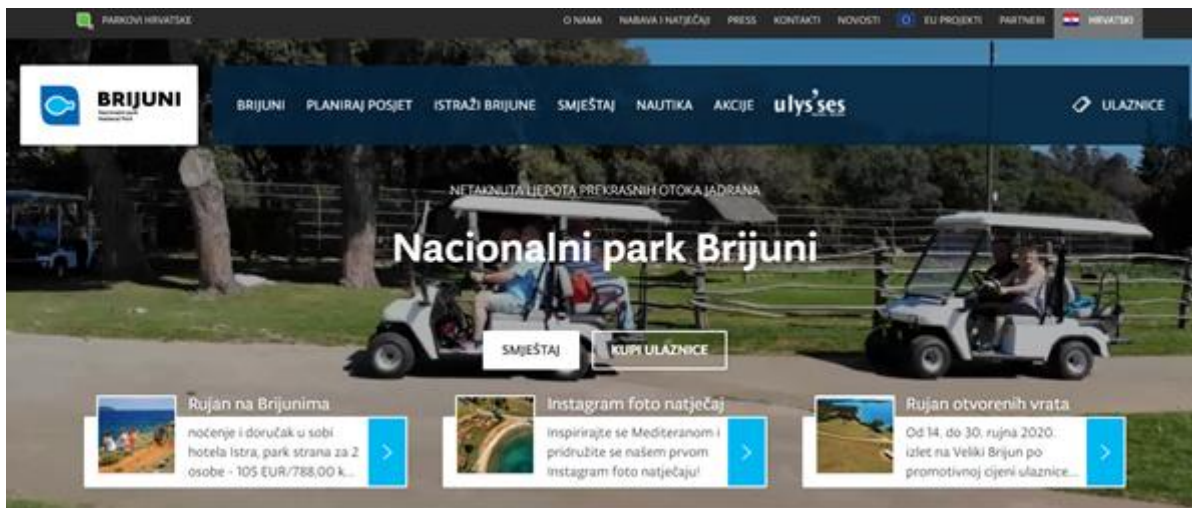 PARKOVI HRVATSKE
O NAMA NABAVA I NATJEČAJI PRESS KONTAKTI NOVOSTI EU PROJEKTI PARTNERI HRVATSKI
BRIJUNI
Nacionalni park
National Park
BRIJUNI PLANIRAJ POSJET ISTRAŽI BRIJUNE SMJEŠTAJ NAUTIKA AKCIJE ulys'ses ULAZNICE
NETAKNUTA LJEPOTA PREKRASNIH OTOKA JADRANA
Nacionalni park Brijuni
SMJEŠTAJ KUPI ULAZNICE
Rujan na Brijunima
noćenje i doručak u sobi
hotela Istra, park strana za 2
osobe - 105 EUR/788,00 k...
Instagram foto natječaj
Inspirirajte se Mediteranom i
pridružite se našem prvom
Instagram foto natječaju!
Rujan otvorenih vrata
Od 14. do 30. rujna 2020.
izlet na Veliki Brijun po
promotivnoj cijeni ulaznice...